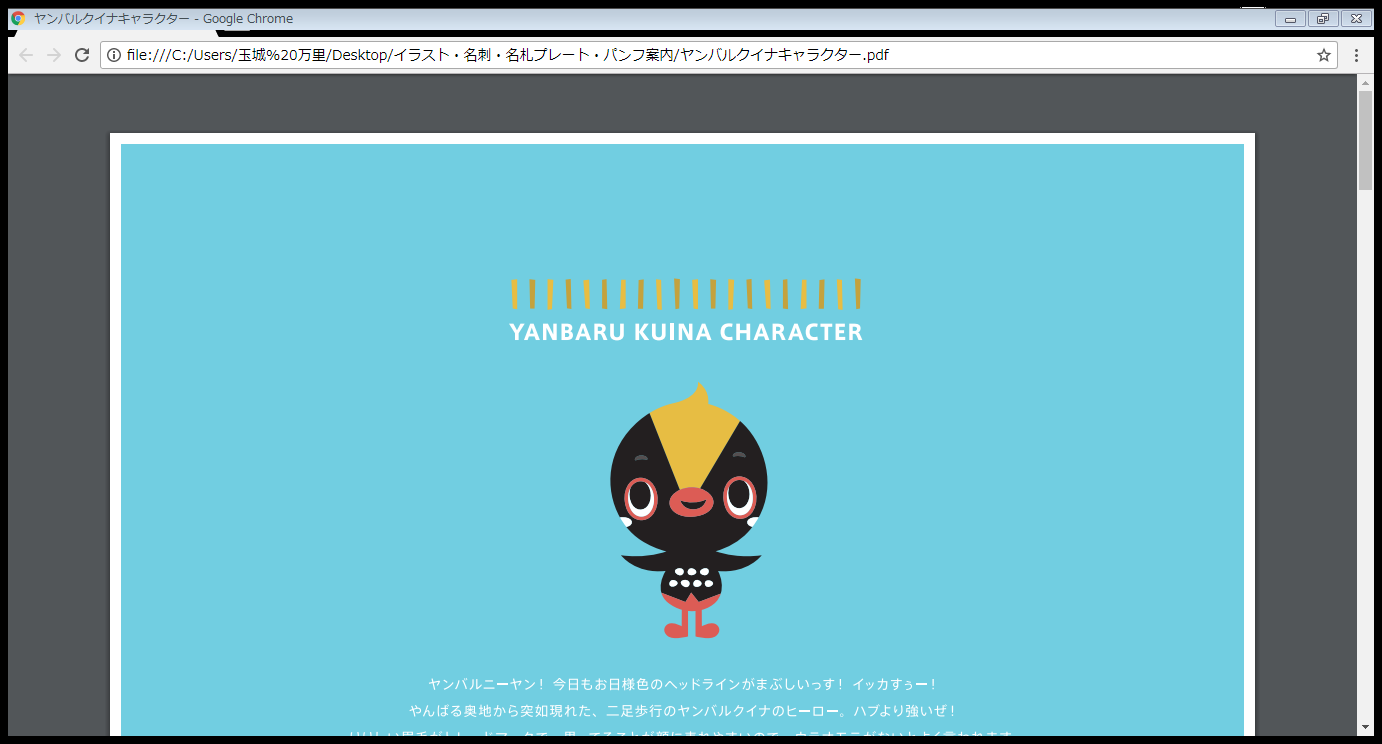 ヤンバルクイナキャラクター - Google Chrome
file:///C:/Users/玉城%20万里/Desktop/イラスト・名刺・名札プレート・パンフ案内/ヤンバルクイナキャラクター.pdf
YANBARU KUINA CHARACTER
ヤンバルニーヤン！ 今日もお日様色のヘッドラインがまぶしいっす！ イッカすぅー！
やんばる奥地から突如現れた、二足歩行のヤンバルクイナのヒーロー。ハブより強いぜ！